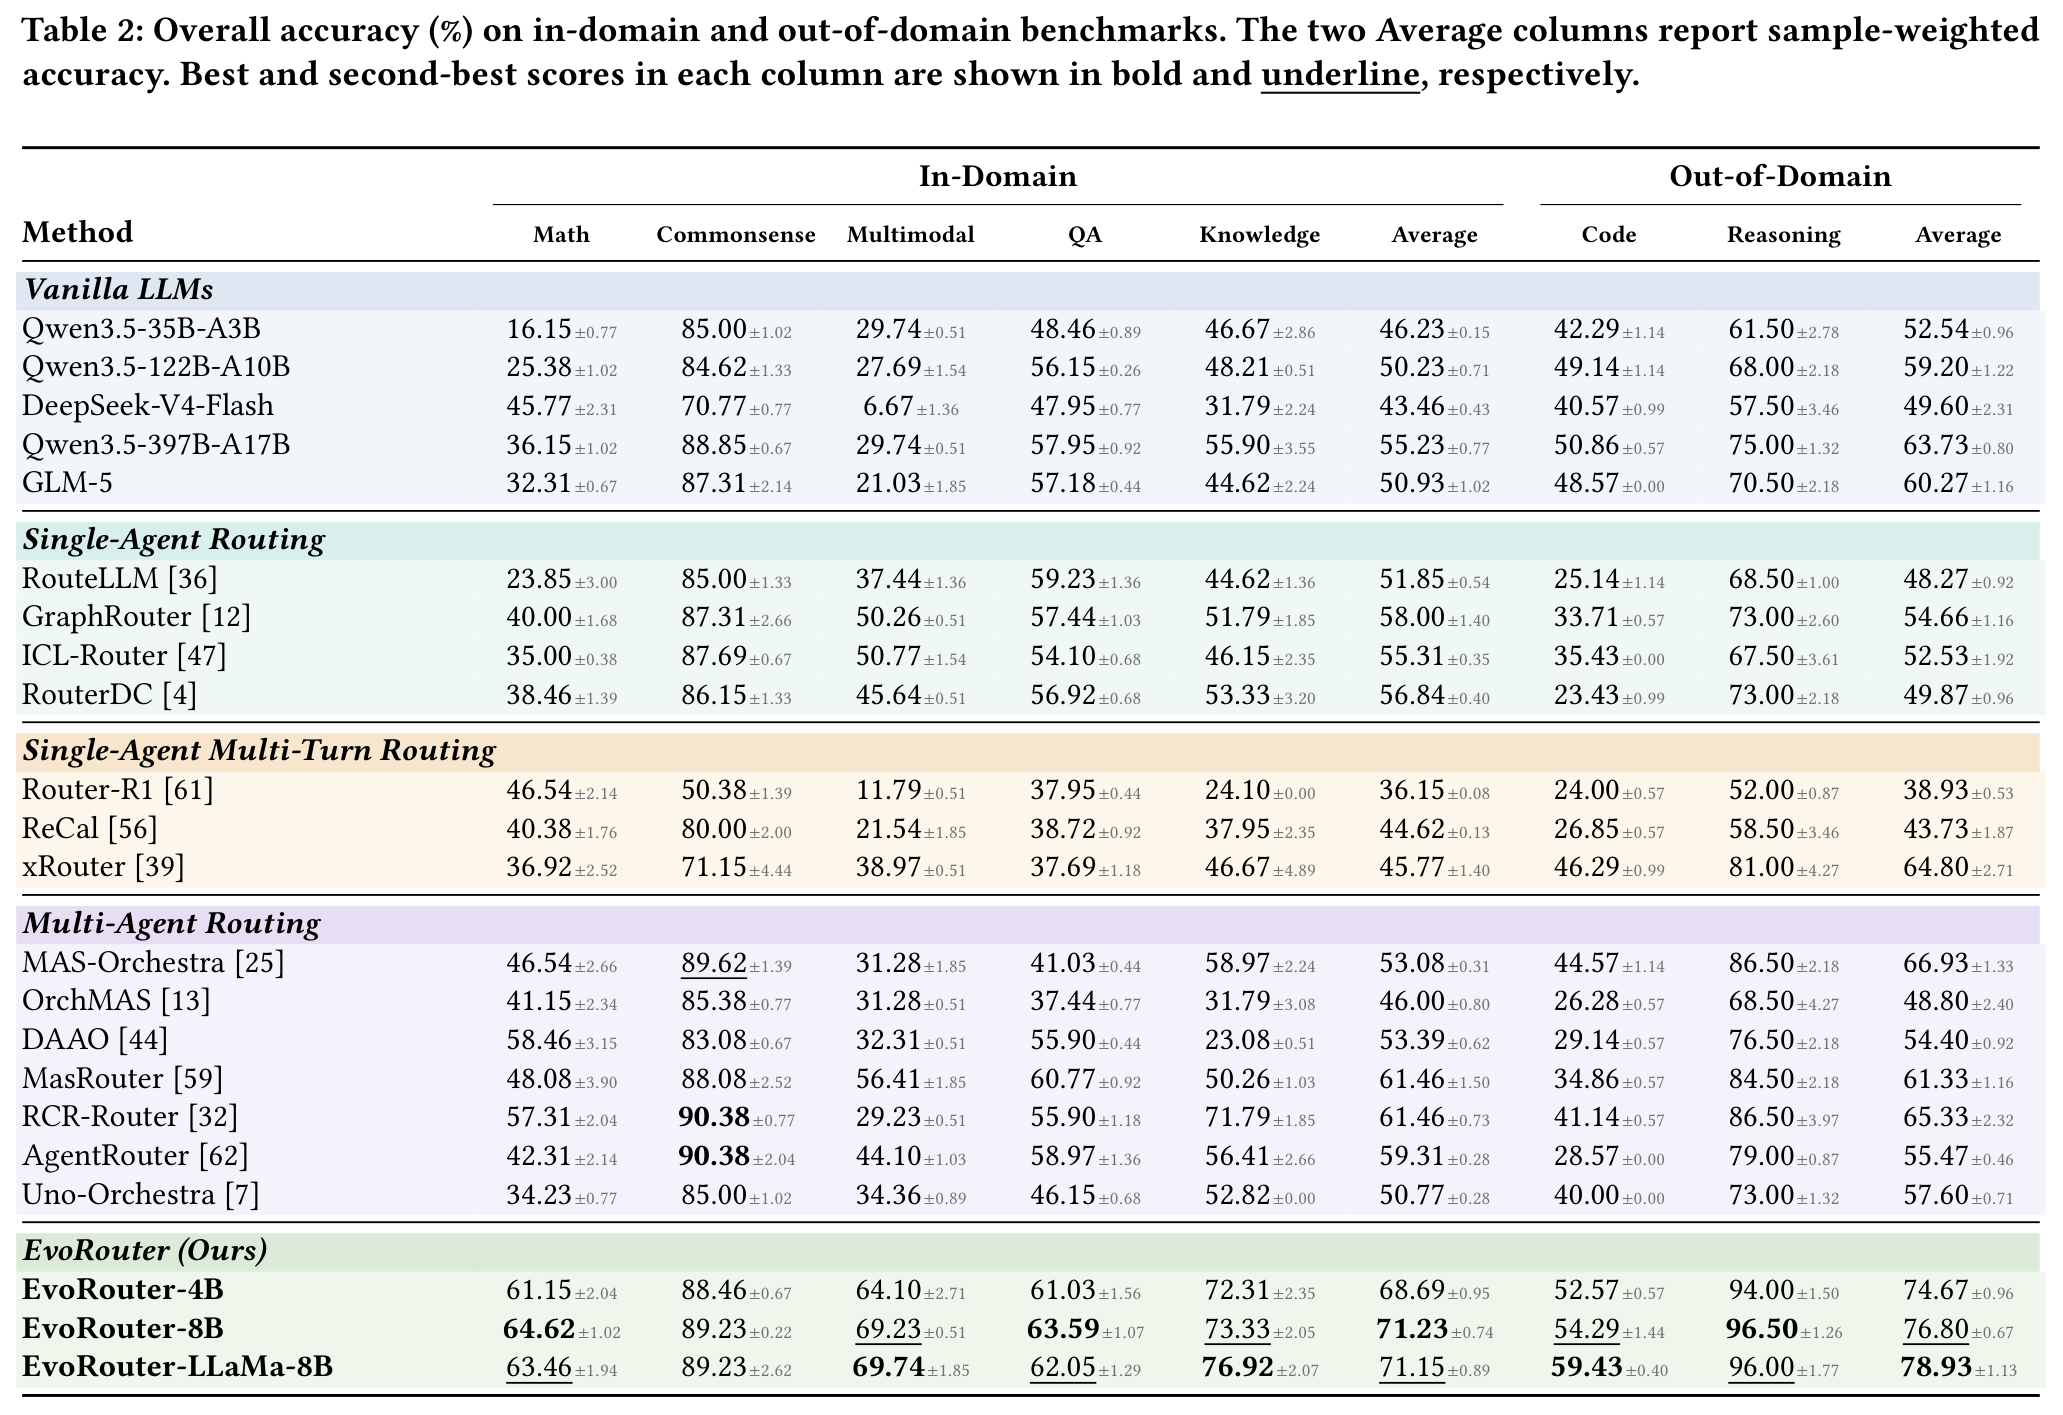 Table 2: Overall accuracy (%) on in-domain and out-of-domain benchmarks. The two Average columns report sample-weighted
accuracy. Best and second-best scores in each column are shown in bold and underline, respectively.
In-Domain Out-of-Domain
Method Math Commonsense Multimodal QA Knowledge Average Code Reasoning Average
Vanilla LLMs
Qwen3.5-35B-A3B 16.15±0.77 85.00±1.02 29.74±0.51 48.46±0.89 46.67±2.86 46.23±0.15 42.29±1.14 61.50±2.78 52.54±0.96
Qwen3.5-122B-A10B 25.38±1.02 84.62±1.33 27.69±1.54 56.15±0.26 48.21±0.51 50.23±0.71 49.14±1.14 68.00±2.18 59.20±1.22
DeepSeek-V4-Flash 45.77±2.31 70.77±0.77 6.67±1.36 47.95±0.77 31.79±2.24 43.46±0.43 40.57±0.99 57.50±3.46 49.60±2.31
Qwen3.5-397B-A17B 36.15±1.02 88.85±0.67 29.74±0.51 57.95±0.92 55.90±3.55 55.23±0.77 50.86±0.57 75.00±1.32 63.73±0.80
GLM-5 32.31±0.67 87.31±2.14 21.03±1.85 57.18±0.44 44.62±2.24 50.93±1.02 48.57±0.00 70.50±2.18 60.27±1.16
Single-Agent Routing
RouteLLM [36] 23.85±3.00 85.00±1.33 37.44±1.36 59.23±1.36 44.62±1.36 51.85±0.54 25.14±1.14 68.50±1.00 48.27±0.92
GraphRouter [12] 40.00±1.68 87.31±2.66 50.26±0.51 57.44±1.03 51.79±1.85 58.00±1.40 33.71±0.57 73.00±2.60 54.66±1.16
ICL-Router [47] 35.00±0.38 87.69±0.67 50.77±1.54 54.10±0.68 46.15±2.35 55.31±0.35 35.43±0.00 67.50±3.61 52.53±1.92
RouterDC [4] 38.46±1.39 86.15±1.33 45.64±0.51 56.92±0.68 53.33±3.20 56.84±0.40 23.43±0.99 73.00±2.18 49.87±0.96
Single-Agent Multi-Turn Routing
Router-R1 [61] 46.54±2.14 50.38±1.39 11.79±0.51 37.95±0.44 24.10±0.00 36.15±0.08 24.00±0.57 52.00±0.87 38.93±0.53
ReCal [56] 40.38±1.76 80.00±2.00 21.54±1.85 38.72±0.92 37.95±2.35 44.62±0.13 26.85±0.57 58.50±3.46 43.73±1.87
xRouter [39] 36.92±2.52 71.15±4.44 38.97±0.51 37.69±1.18 46.67±4.89 45.77±1.40 46.29±0.99 81.00±4.27 64.80±2.71
Multi-Agent Routing
MAS-Orchestra [25] 46.54±2.66 89.62±1.39 31.28±1.85 41.03±0.44 58.97±2.24 53.08±0.31 44.57±1.14 86.50±2.18 66.93±1.33
OrchMAS [13] 41.15±2.34 85.38±0.77 31.28±0.51 37.44±0.77 31.79±3.08 46.00±0.80 26.28±0.57 68.50±4.27 48.80±2.40
DAAO [44] 58.46±3.15 83.08±0.67 32.31±0.51 55.90±0.44 23.08±0.51 53.39±0.62 29.14±0.57 76.50±2.18 54.40±0.92
MasRouter [59] 48.08±3.90 88.08±2.52 56.41±1.85 60.77±0.92 50.26±1.03 61.46±1.50 34.86±0.57 84.50±2.18 61.33±1.16
RCR-Router [32] 57.31±2.04 90.38±0.77 29.23±0.51 55.90±1.18 71.79±1.85 61.46±0.73 41.14±0.57 86.50±3.97 65.33±2.32
AgentRouter [62] 42.31±2.14 90.38±2.04 44.10±1.03 58.97±1.36 56.41±2.66 59.31±0.28 28.57±0.00 79.00±0.87 55.47±0.46
Uno-Orchestra [7] 34.23±0.77 85.00±1.02 34.36±0.89 46.15±0.68 52.82±0.00 50.77±0.28 40.00±0.00 73.00±1.32 57.60±0.71
EvoRouter (Ours)
EvoRouter-4B 61.15±2.04 88.46±0.67 64.10±2.71 61.03±1.56 72.31±2.35 68.69±0.95 52.57±0.57 94.00±1.50 74.67±0.96
EvoRouter-8B 64.62±1.02 89.23±0.22 69.23±0.51 63.59±1.07 73.33±2.05 71.23±0.74 54.29±1.44 96.50±1.26 76.80±0.67
EvoRouter-LLaMa-8B 63.46±1.94 89.23±2.62 69.74±1.85 62.05±1.29 76.92±2.07 71.15±0.89 59.43±0.40 96.00±1.77 78.93±1.13